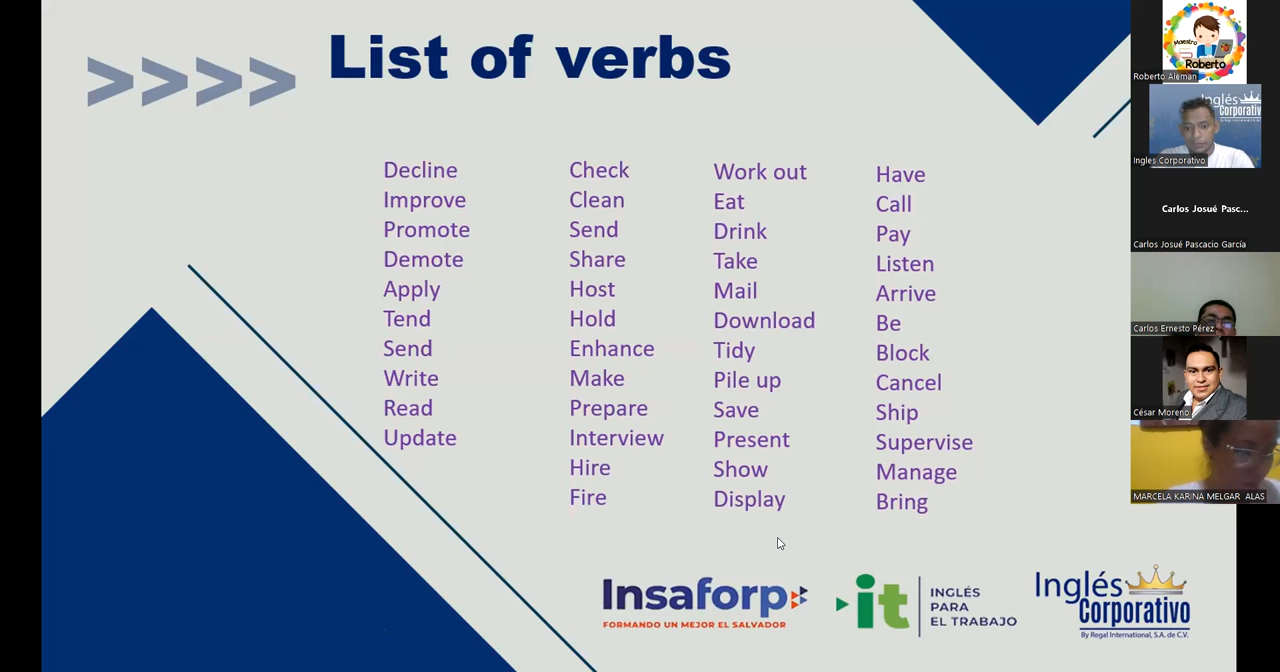 >>>> List of verbs
Decline
Improve
Promote
Demote
Apply
Tend
Send
Write
Read
Update
Check
Clean
Send
Share
Host
Hold
Enhance
Make
Prepare
Interview
Hire
Fire
Work out
Eat
Drink
Take
Mail
Download
Tidy
Pile up
Save
Present
Show
Display
Have
Call
Pay
Listen
Arrive
Be
Block
Cancel
Ship
Supervise
Manage
Bring
Insaforp
FORMANDO UN MEJOR EL SALVADOR
it
INGLÉS
PARA
EL TRABAJO
Inglés
Corporativo
By Regal International, S.A. de C.V.
Maestro
Roberto
Roberto Aleman
Inglés
Corporativ
Ingles Corporativo
Carlos Josué Pasc...
Carlos Josué Pascacio García
Carlos Ernesto Pérez
César Moreno
MARCELA KARINA MELGAR ALAS